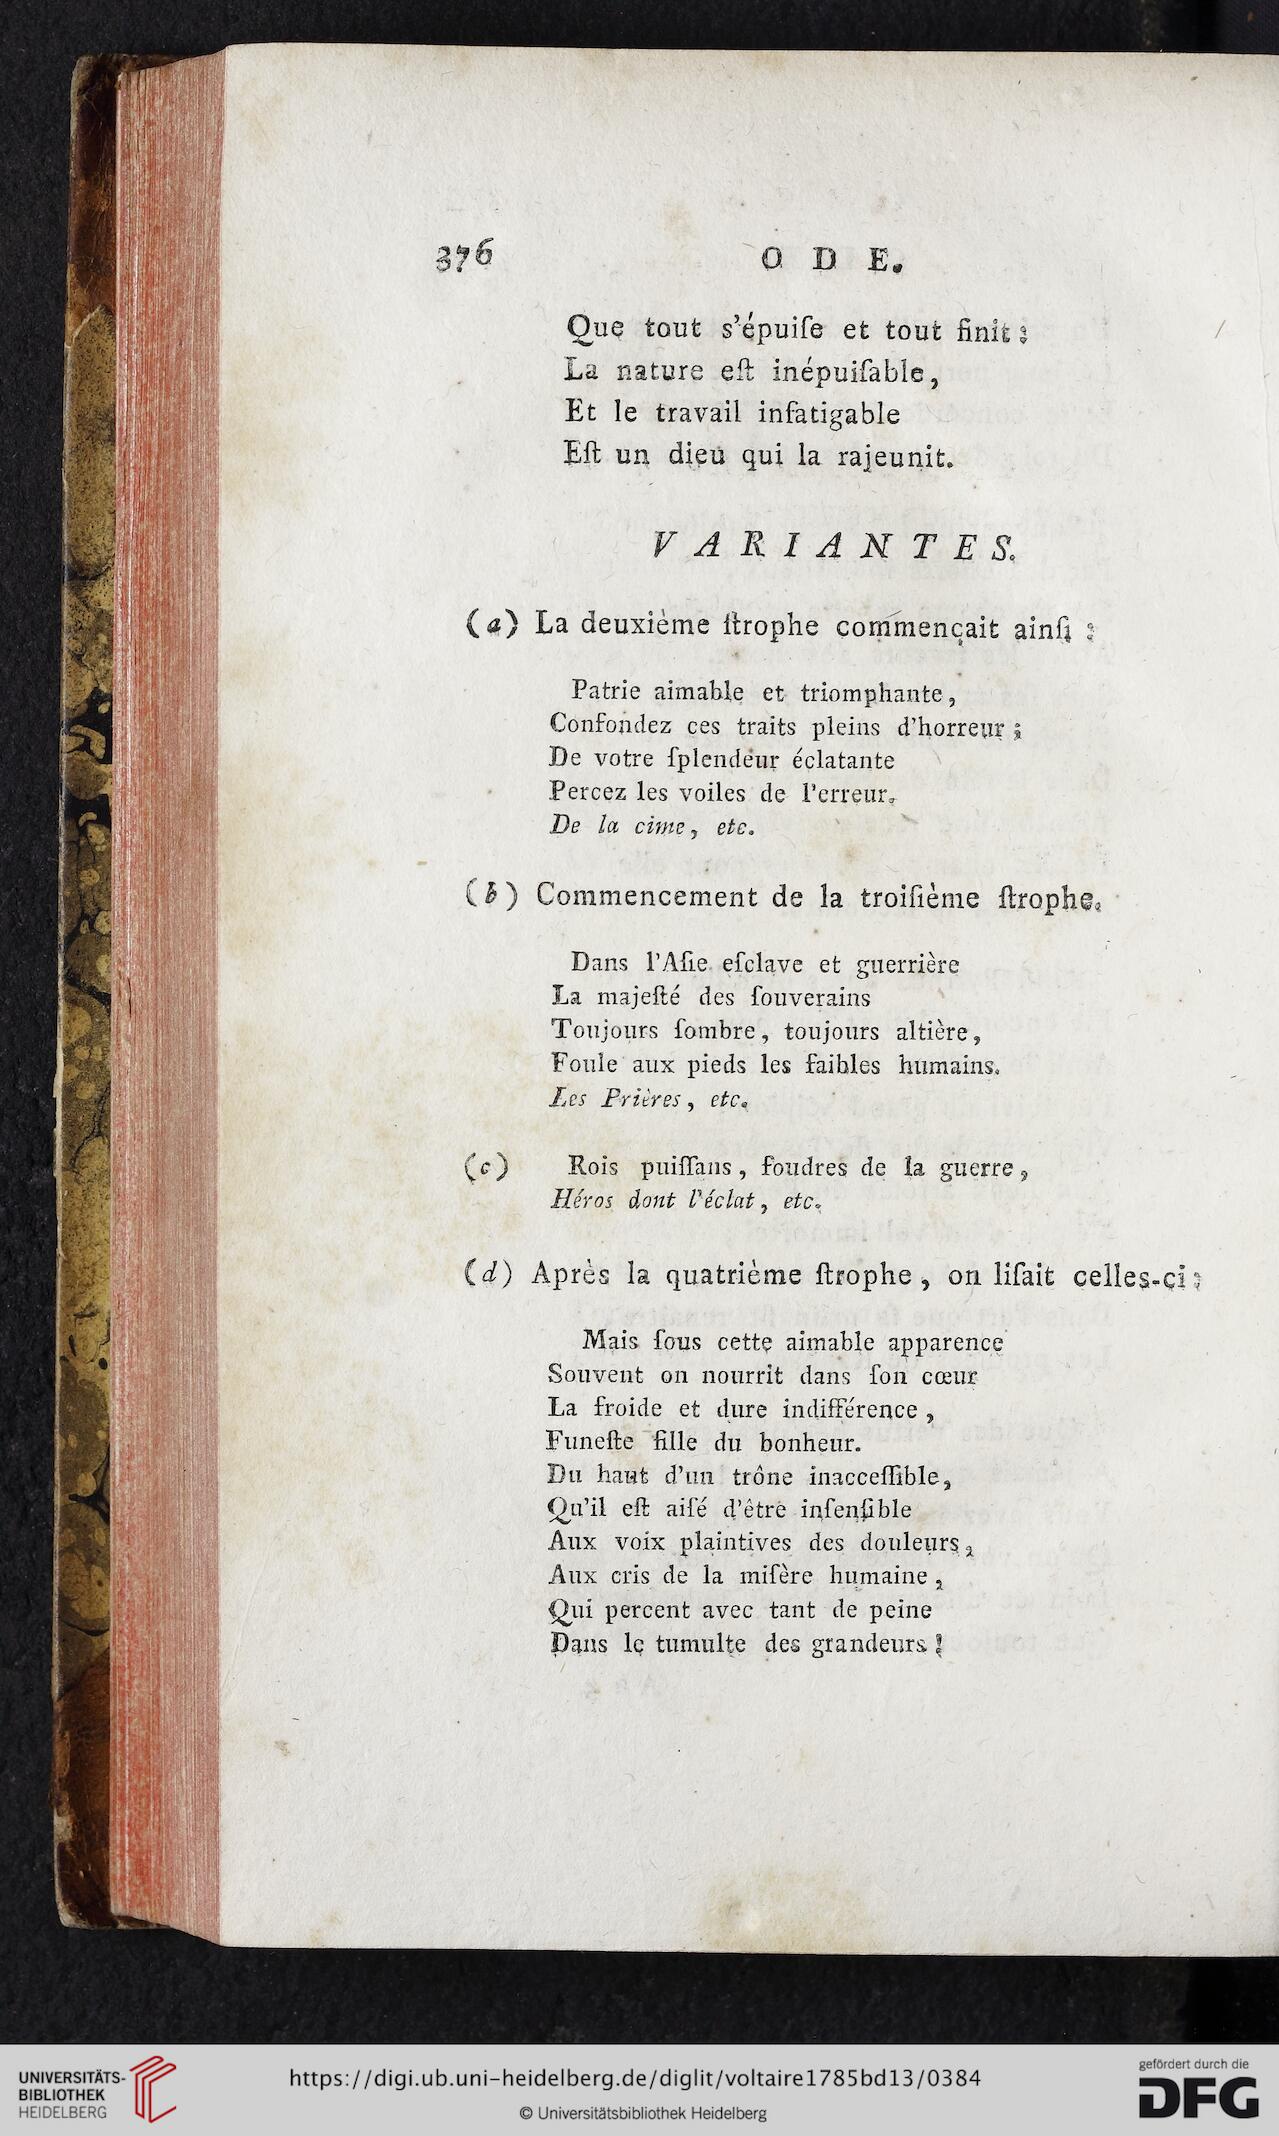 376 O D E.
Que tout s'épuiſe et tout finit ;
La nature eſt inépuiſable,
Et le travail infatigable
Eſt un dieu qui la rajeunit.
V A R I A N T E S.
(a) La deuxième ſtrophe commençait ainſi :
Patrie aimable et triomphante,
Confondez ces traits pleins d'horreur ;
De votre ſplendeur éclatante
Percez les voiles de l'erreur.
De la cime, etc.
(b) Commencement de la troiſième ſtrophe.
Dans l'Aſie eſclave et guerrière
La majeſté des ſouverains
Toujours ſombre, toujours altière,
Foule aux pieds les faibles humains.
Les Prières, etc.
(c) Rois puiſſans, foudres de la guerre,
Héros dont l'éclat, etc.
(d) Après la quatrième ſtrophe, on liſait celles-ci :
Mais ſous cette aimable apparence
Souvent on nourrit dans ſon cœur
La froide et dure indifférence,
Funeſte fille du bonheur.
Du haut d'un trône inacceſſible,
Qu'il eſt aiſé d'être inſenſible
Aux voix plaintives des douleurs,
Aux cris de la miſère humaine,
Qui percent avec tant de peine
Dans le tumulte des grandeurs !
UNIVERSITÄTS-
BIBLIOTHEK
HEIDELBERG
https://digi.ub.uni-heidelberg.de/diglit/voltaire1785bd13/0384
© Universitätsbibliothek Heidelberg
gefördert durch die
DFG